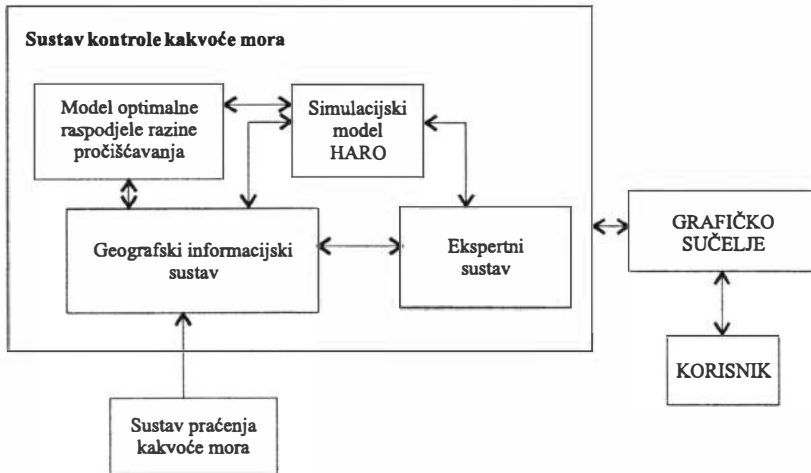 Sustav kontrole kakvoće mora
Model optimalne
raspodjele razine
pročišćavanja
Simulacijski
model
HARO
Geografski informacijski
sustav
Ekspertni
sustav
GRAFIČKO
SUČELJE
KORISNIK
Sustav praćenja
kakvoće mora